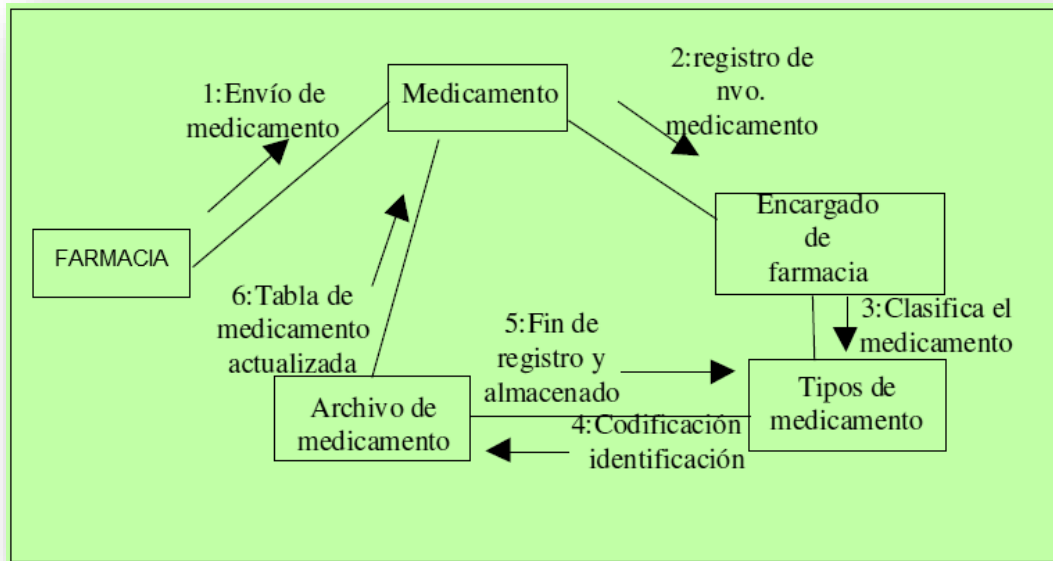 1:Envío de
medicamento
Medicamento
2:registro de
nvo.
medicamento
FARMACIA
Encargado
de
farmacia
6:Tabla de
medicamento
actualizada
5:Fin de
registro y
almacenado
3:Clasifica el
medicamento
Archivo de
medicamento
4:Codificación
identificación
Tipos de
medicamento